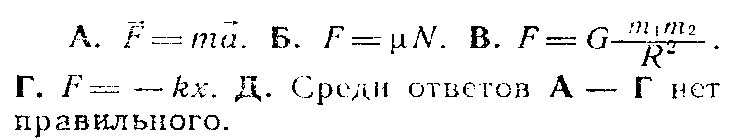 А. F⃗ = ma⃗. Б. F = μN. В. F = G m₁m₂/R².
Г. F = — kx. Д. Среди ответов А — Г нет
правильного.